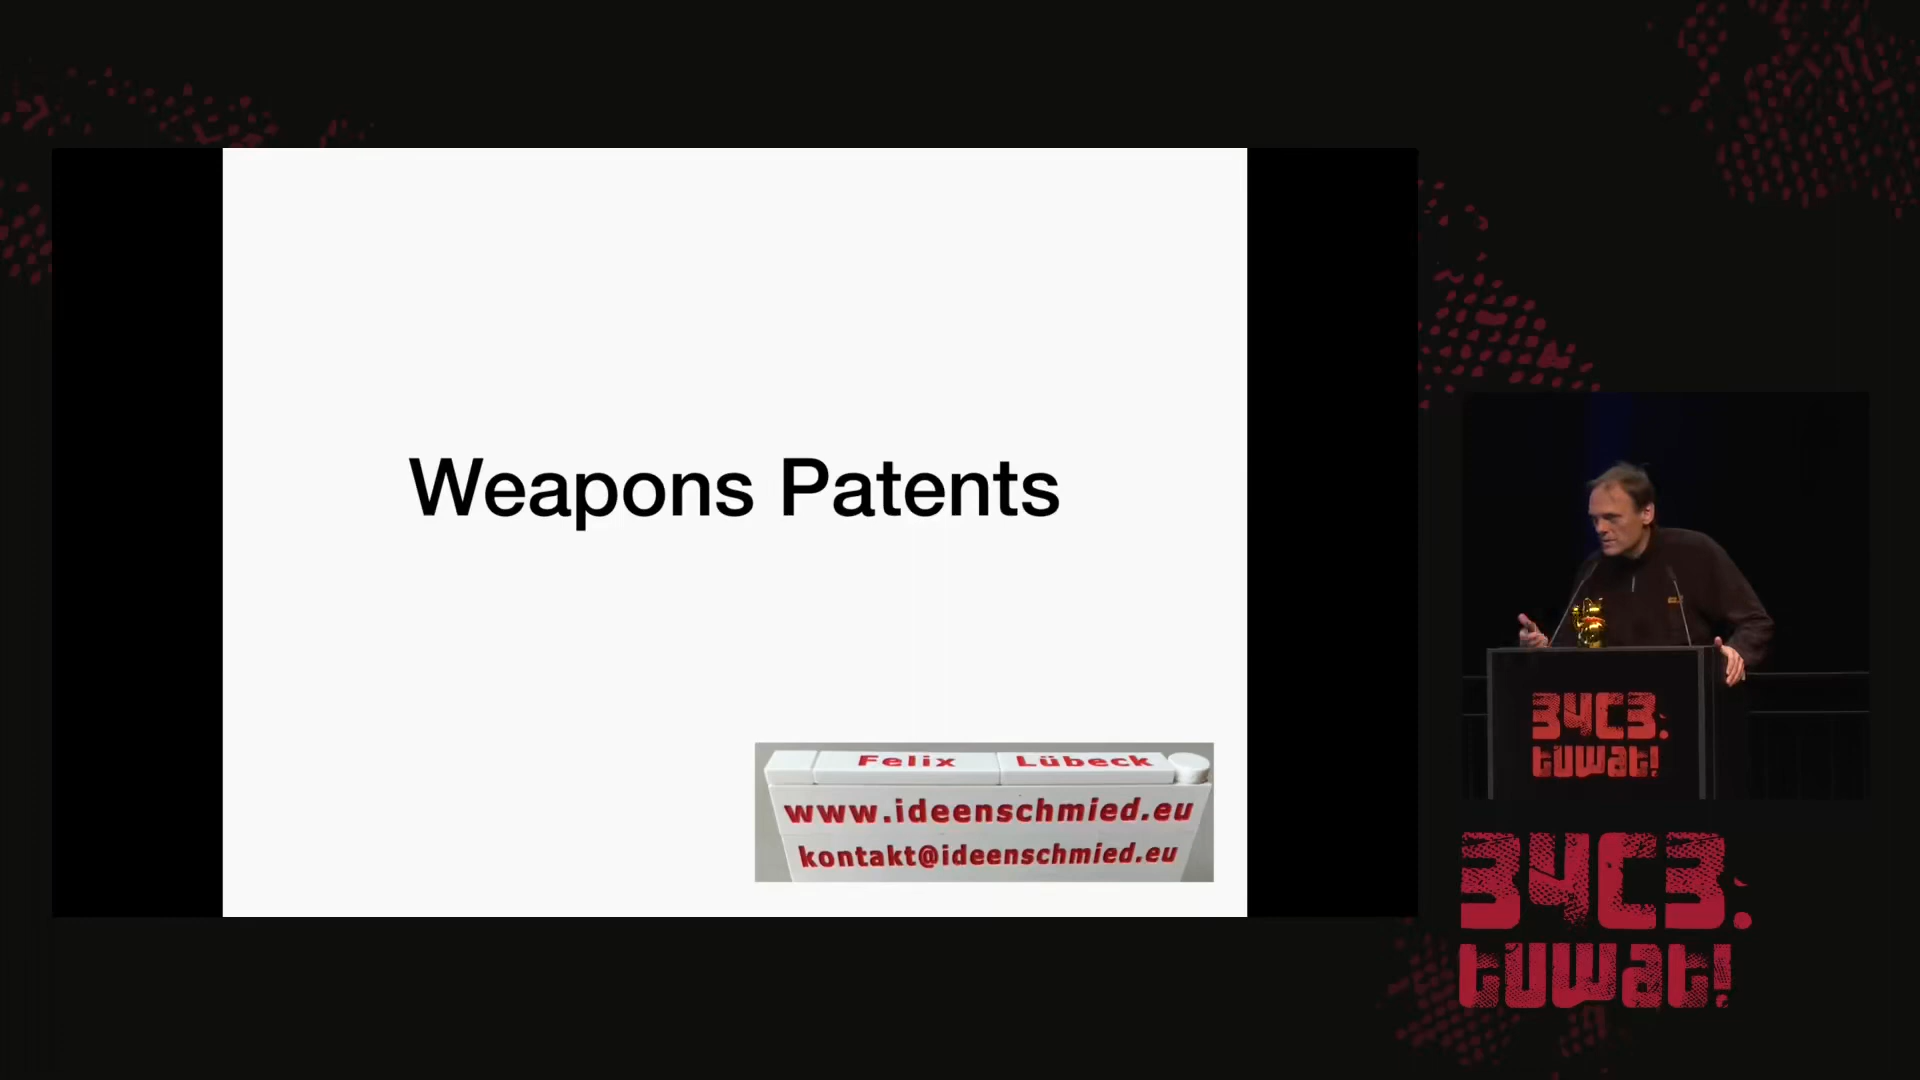 Weapons Patents
Felix Lübeck
www.ideenschmied.eu
kontakt@ideenschmied.eu
34C3.
tuwat!
34C3.
tuwat!